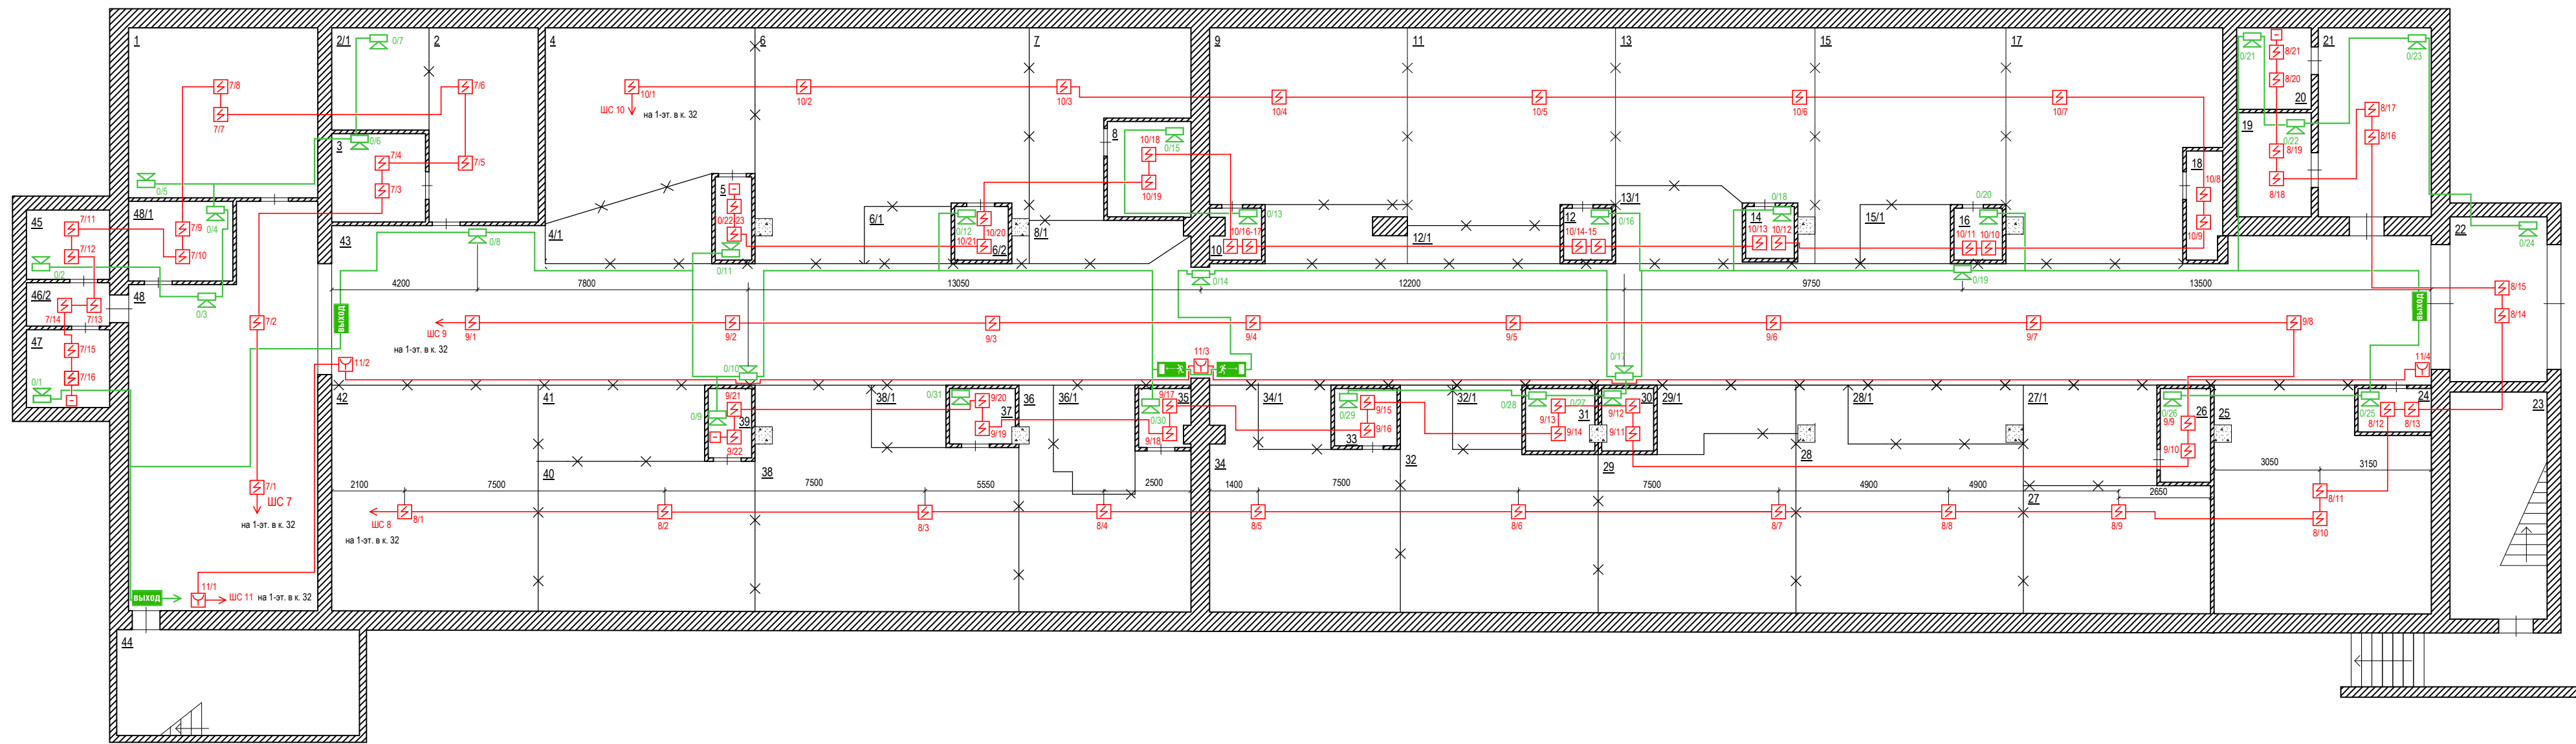 1 2/1 2 4 6 7 9 11 13 15 17 21
0/7 0/21 0/23
8/21
7/8 7/6 8/20
10/1 10/2 10/3 10/4 10/5 10/6 10/7
20
ШС 10 на 1-эт. в к. 32
7/7 8/17
3 0/6 8 10/18 0/15 19 0/22 8/16
7/4 7/5 8/19
7/3 18
0/5 5 10/19 10/8 8/18
45 7/11 48/1 0/4 7/9 0/22-23 6/1 0/12 10/20 0/13 13/1 12 0/16 14 0/18 15/1 16 0/20 22 0/24
43 4/1 0/8 10/21 6/2 8/1 10 10/16-17 12/1 10/14-15 10/13 10/12 10/11 10/10 10/9
7/12 7/10
0/2 0/11
46/2 48 0/3 0/14 0/19
4200 7800 13050 12200 9750 13500
8/15
7/14 7/13 7/2 ВЫХОД ВЫХОД 8/14
ШС 9 9/1 9/2 9/3 9/4 9/5 9/6 9/7 9/8
на 1-эт. в к. 32
47 7/15 11/2 0/10 11/3 0/17 11/4
7/16
0/1
42 41 9/21 38/1 0/31 9/20 36 36/1 9/17 35 34/1 9/15 32/1 0/28 0/27 9/12 30 29/1 28/1 27/1 0/26 26 25 0/25 24 23
0/9 39 37 0/30 0/29 9/13 31 9/9 8/12 8/13
9/22 9/19 9/18 33 9/16 9/14 9/11 9/10
40 38 34 32 29 28 27
2100 7500 7500 5550 2500 1400 7500 7500 4900 4900 2650 3050 3150
7/1
ШС 7
на 1-эт. в к. 32
ШС 8 8/1 8/2 8/3 8/4 8/5 8/6 8/7 8/8 8/9 8/10 8/11
на 1-эт. в к. 32
ВЫХОД 11/1 ШС 11 на 1-эт. в к. 32
44